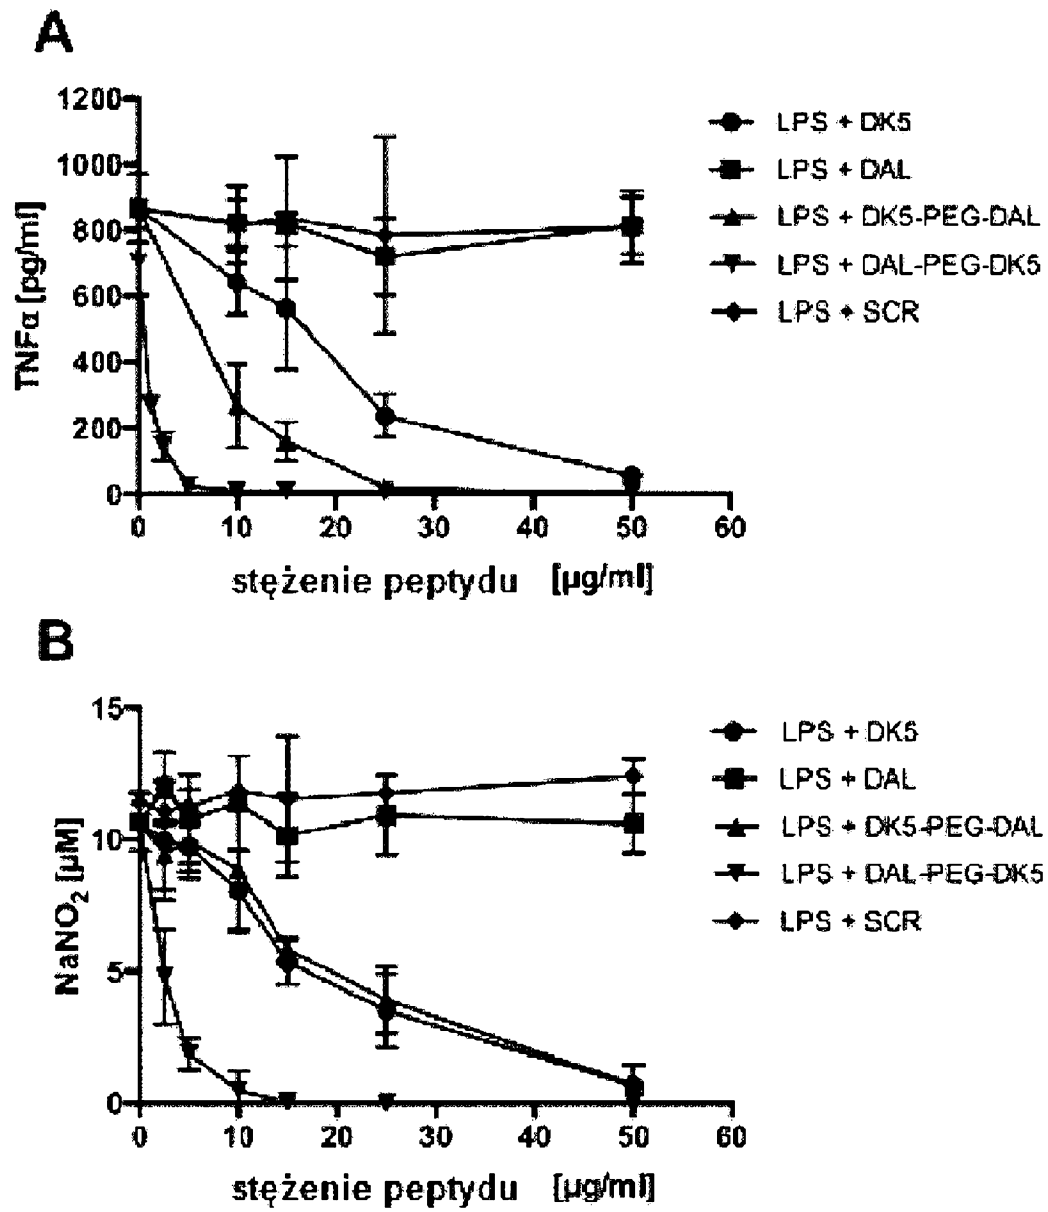 A
1200
1000
800
600
400
200
0
TNFα [pg/ml]
0 10 20 30 40 50 60
stężenie peptydu [µg/ml]
LPS + DK5
LPS + DAL
LPS + DK5-PEG-DAL
LPS + DAL-PEG-DK5
LPS + SCR
B
15
10
5
0
NaNO2 [µM]
0 10 20 30 40 50 60
stężenie peptydu [µg/ml]
LPS + DK5
LPS + DAL
LPS + DK5-PEG-DAL
LPS + DAL-PEG-DK5
LPS + SCR